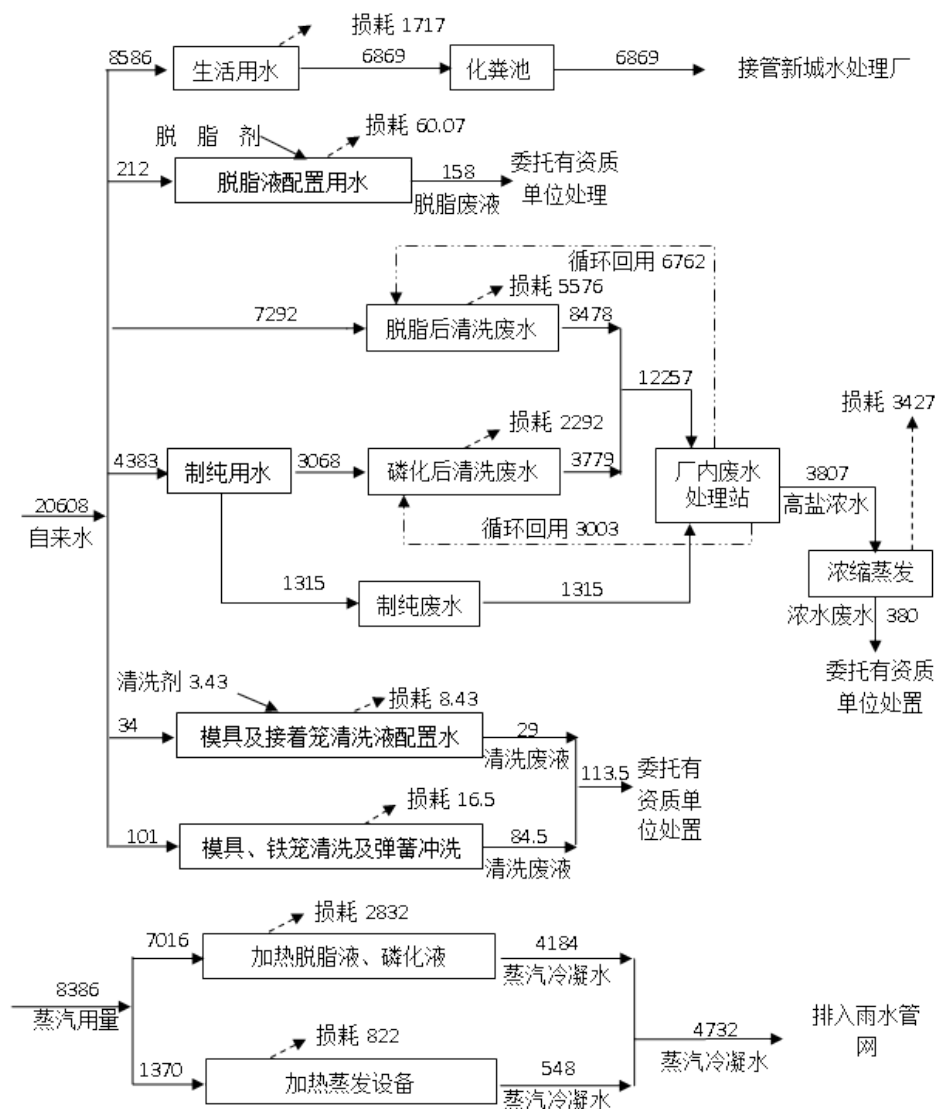 损耗 1717
8586
生活用水
6869
化粪池
6869
接管新城水处理厂
脱 脂 剂
损耗 60.07
212
脱脂液配置用水
158
脱脂废液
委托有资质
单位处理
循环回用 6762
损耗 5576
7292
脱脂后清洗废水
8478
12257
损耗 3427
损耗 2292
4383
制纯用水
3068
磷化后清洗废水
3779
厂内废水
处理站
3807
高盐浓水
20608
自来水
循环回用 3003
浓缩蒸发
1315
制纯废水
1315
浓水废水 380
委托有资质
单位处置
清洗剂 3.43
损耗 8.43
34
模具及接着笼清洗液配置水
29
清洗废液
113.5
委托有
资质单
位处置
损耗 16.5
101
模具、铁笼清洗及弹簧冲洗
84.5
清洗废液
损耗 2832
7016
加热脱脂液、磷化液
4184
蒸汽冷凝水
8386
蒸汽用量
4732
蒸汽冷凝水
排入雨水管
网
损耗 822
1370
加热蒸发设备
548
蒸汽冷凝水